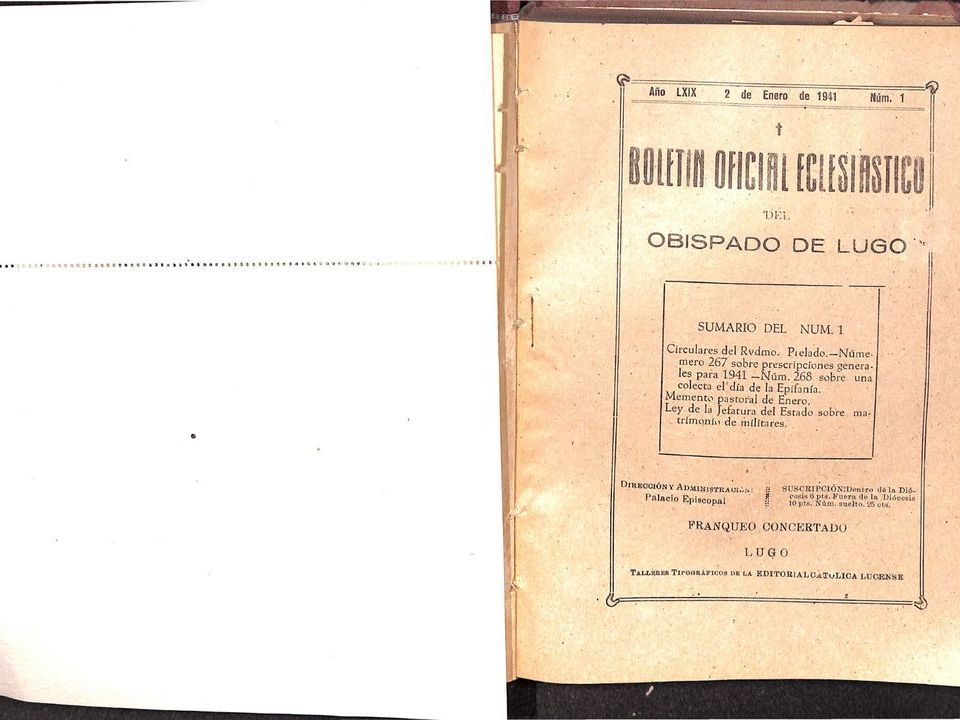 Año LXIX 2 de Enero de 1941 Núm. 1
†
BOLETIN OFICIAL ECLESIASTICO
DEL
OBISPADO DE LUGO
SUMARIO DEL NUM. 1
Circulares del Rvdmo. Prelado.—Núme-
mero 267 sobre prescripciones genera-
les para 1941 —Núm. 268 sobre una
colecta el día de la Epifanía.
Memento pastoral de Enero,
Ley de la Jefatura del Estado sobre ma-
trimonio de militares.
DIRECCIÓN Y ADMINISTRACIÓN:
Palacio Episcopal
SUSCRIPCIÓN: Dentro de la Dió-
cesis 6 pts. Fuera de la Diócesis
10 pts. Núm. suelto. 25 cts.
FRANQUEO CONCERTADO
LUGO
TALLERES TIPOGRÁFICOS DE LA EDITORIAL CATOLICA LUCENSE